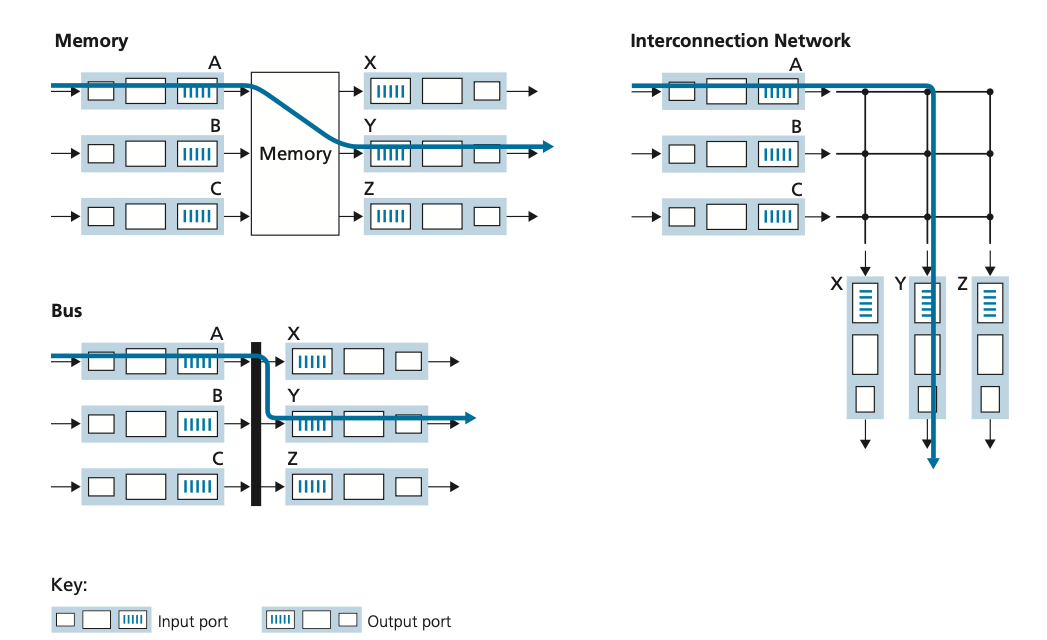 Memory
A
X
B
Y
Memory
C
Z
Interconnection Network
A
B
C
X
Y
Z
Bus
A
X
B
Y
C
Z
Key:
Input port
Output port